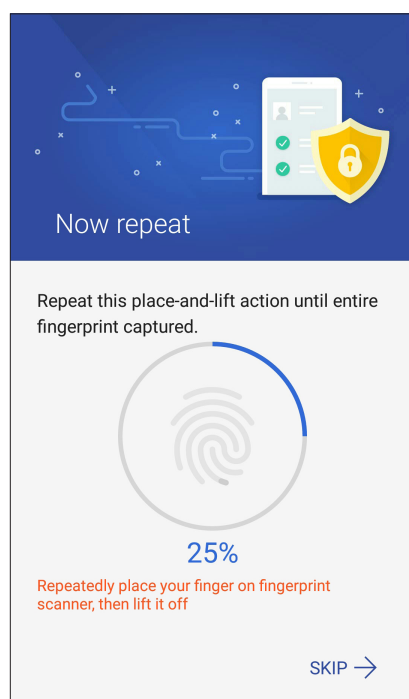 Now repeat
Repeat this place-and-lift action until entire
fingerprint captured.
25%
Repeatedly place your finger on fingerprint
scanner, then lift it off
SKIP